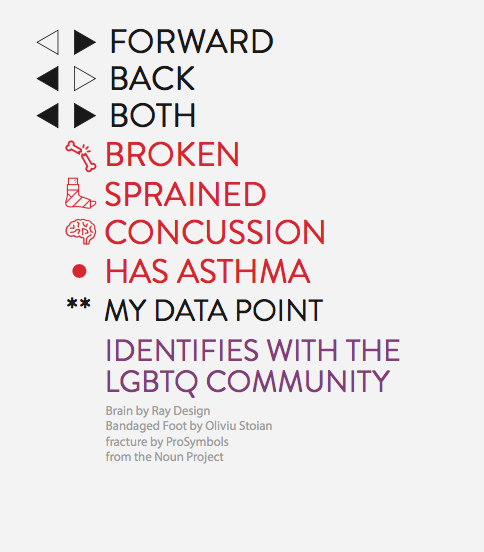 FORWARD
BACK
BOTH
BROKEN
SPRAINED
CONCUSSION
HAS ASTHMA
** MY DATA POINT
IDENTIFIES WITH THE
LGBTQ COMMUNITY
Brain by Ray Design
Bandaged Foot by Oliviu Stoian
fracture by ProSymbols
from the Noun Project